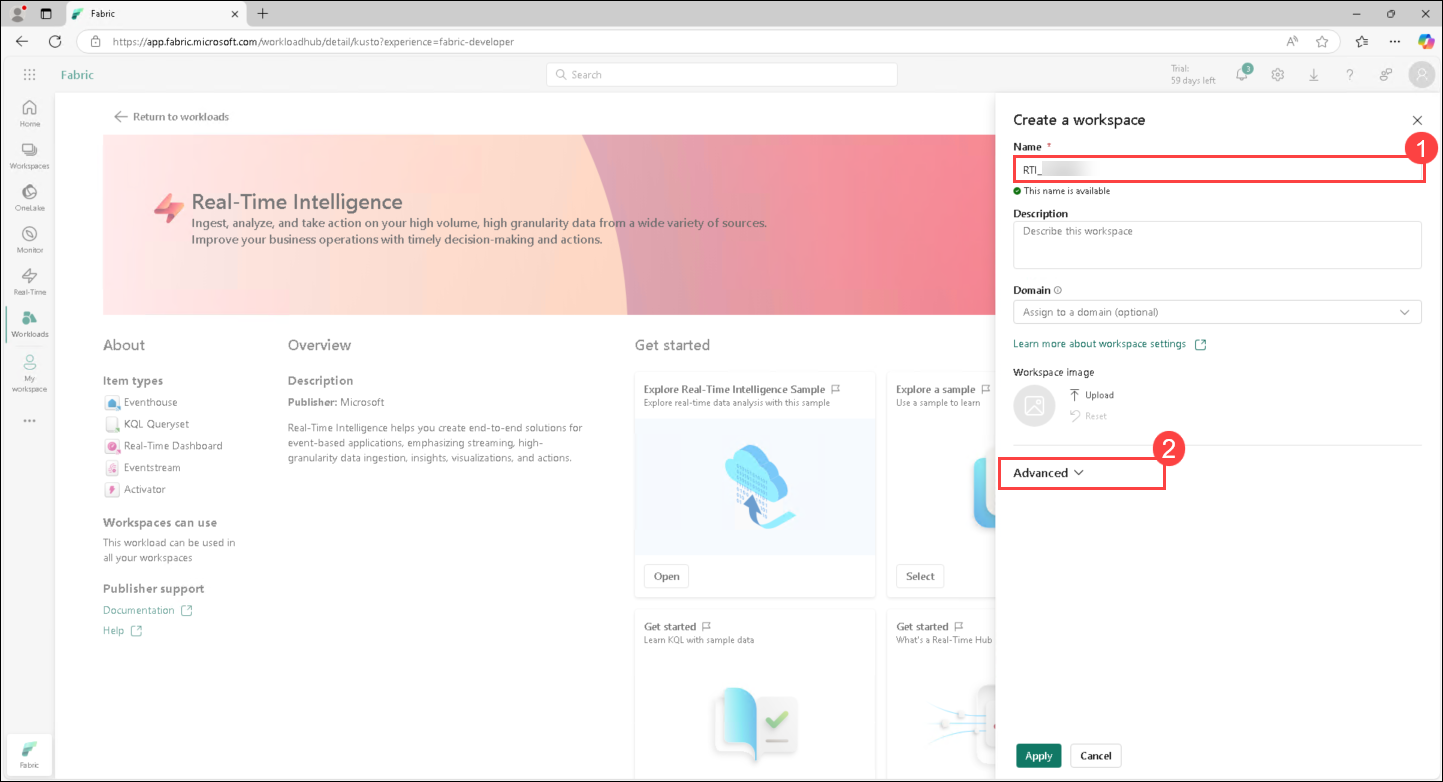 Fabric
https://app.fabric.microsoft.com/workloadhub/detail/kusto?experience=fabric-developer
Fabric
Search
Trial:
59 days left
3
Home
Workspaces
OneLake
Monitor
Real-Time
Workloads
My
workspace
Fabric
Return to workloads
Real-Time Intelligence
Ingest, analyze, and take action on your high volume, high granularity data from a wide variety of sources.
Improve your business operations with timely decision-making and actions.
About
Item types
Eventhouse
KQL Queryset
Real-Time Dashboard
Eventstream
Activator
Workspaces can use
This workload can be used in
all your workspaces
Publisher support
Documentation
Help
Overview
Description
Publisher: Microsoft
Real-Time Intelligence helps you create end-to-end solutions for
event-based applications, emphasizing streaming, high-
granularity data ingestion, insights, visualizations, and actions.
Get started
Explore Real-Time Intelligence Sample
Explore real-time data analysis with this sample
Open
Explore a sample
Use a sample to learn
Select
Get started
Learn KQL with sample data
Get started
What's a Real-Time Hub
Create a workspace
Name *
1
RTI_
This name is available
Description
Describe this workspace
Domain
Assign to a domain (optional)
Learn more about workspace settings
Workspace image
Upload
Reset
2
Advanced
Apply
Cancel